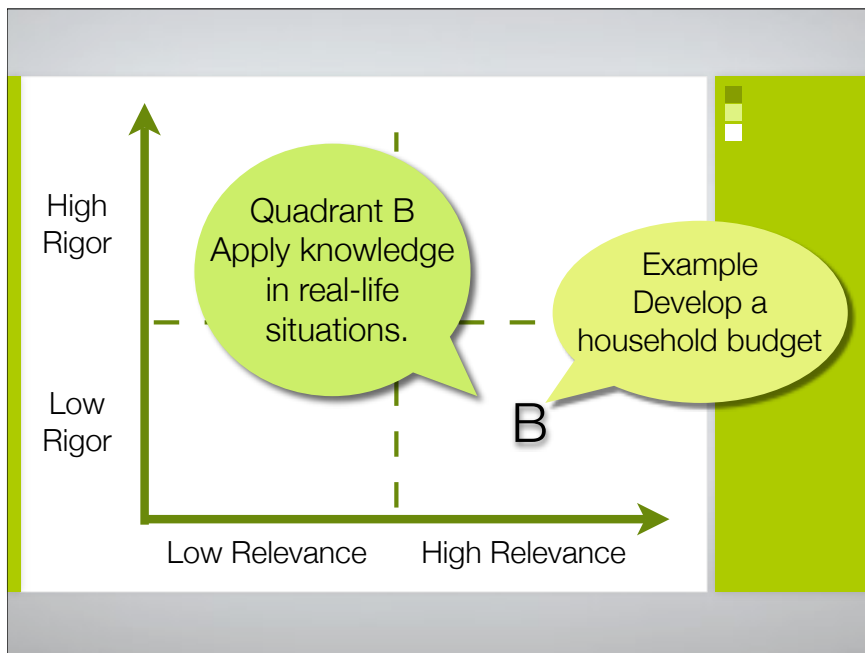 High
Rigor
Quadrant B
Apply knowledge
in real-life
situations.
Example
Develop a
household budget
Low
Rigor
B
Low Relevance
High Relevance